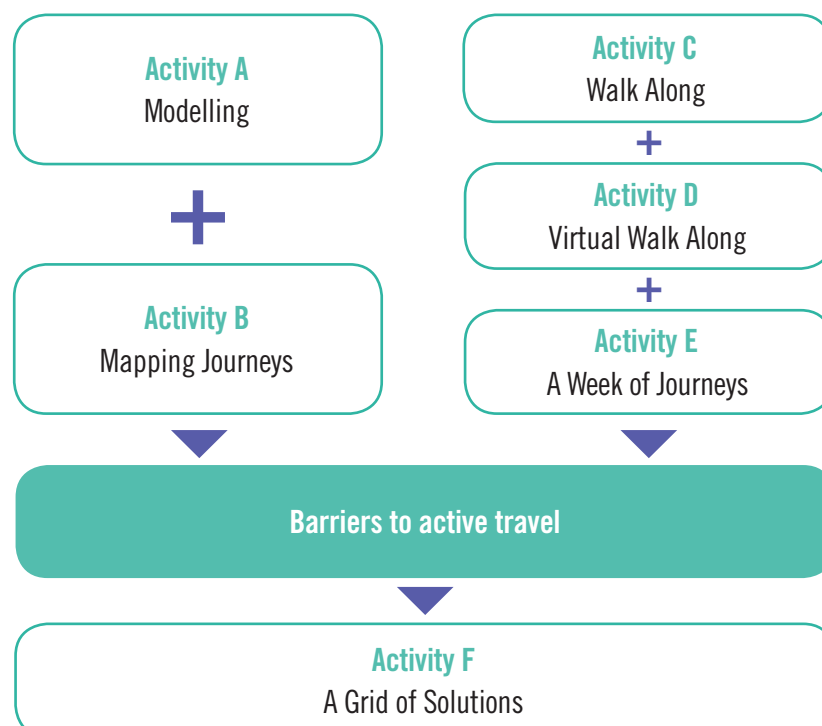 Activity A
Modelling
+
Activity B
Mapping Journeys
Activity C
Walk Along
+
Activity D
Virtual Walk Along
+
Activity E
A Week of Journeys
Barriers to active travel
Activity F
A Grid of Solutions